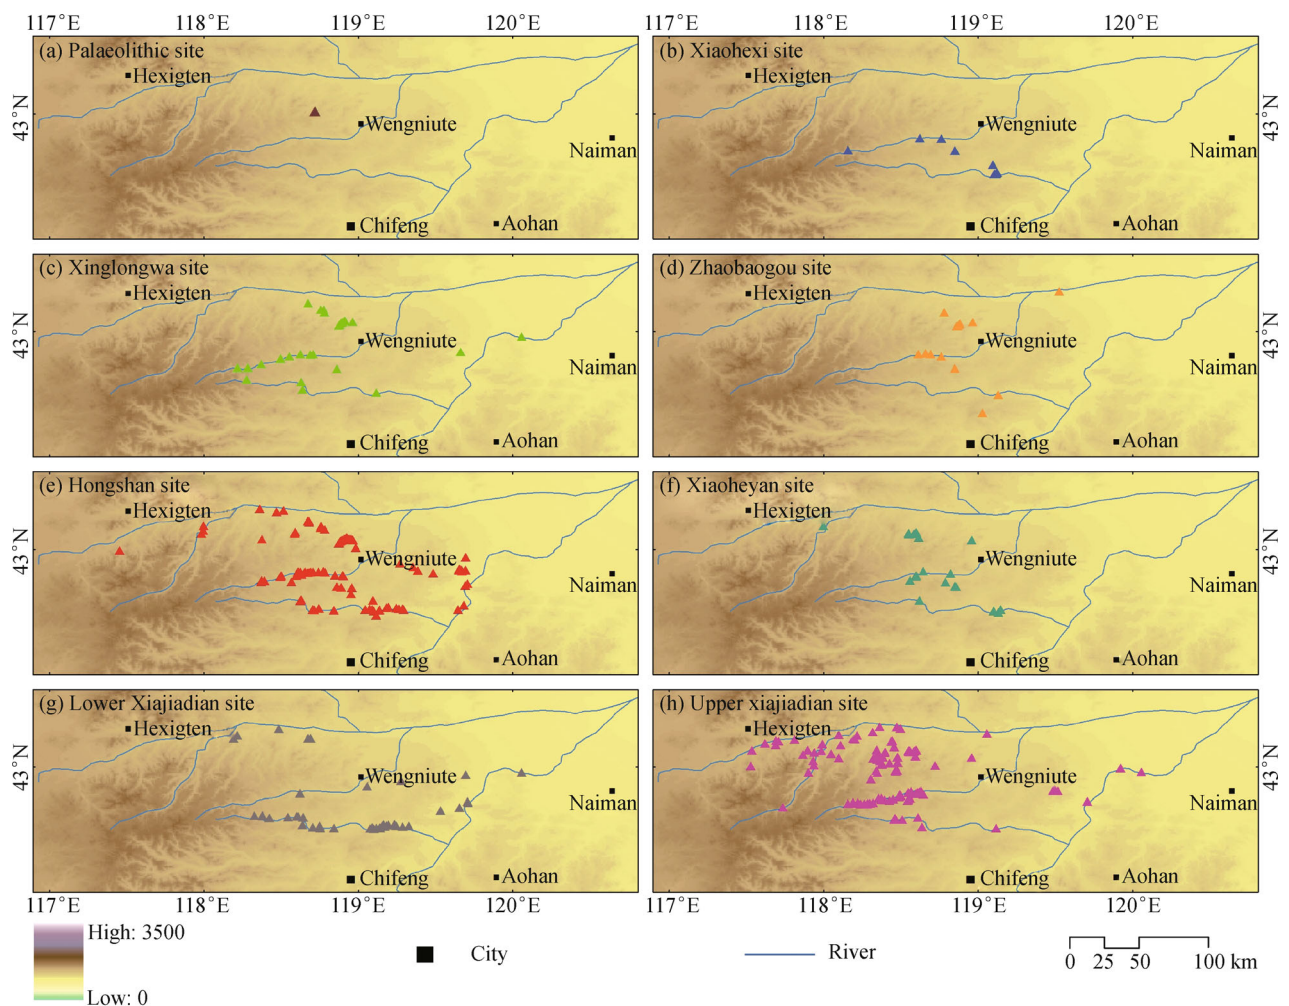 117°E 118°E 119°E 120°E 117°E 118°E 119°E 120°E
(a) Palaeolithic site
Hexigten
Wengniute
Naiman
Chifeng
Aohan
43°N
(b) Xiaohexi site
Hexigten
Wengniute
Naiman
Chifeng
Aohan
43°N
(c) Xinglongwa site
Hexigten
Wengniute
Naiman
Chifeng
Aohan
43°N
(d) Zhaobaogou site
Hexigten
Wengniute
Naiman
Chifeng
Aohan
43°N
(e) Hongshan site
Hexigten
Wengniute
Naiman
Chifeng
Aohan
43°N
(f) Xiaoheyan site
Hexigten
Wengniute
Naiman
Chifeng
Aohan
43°N
(g) Lower Xiajiadian site
Hexigten
Wengniute
Naiman
Chifeng
Aohan
43°N
(h) Upper xiajiadian site
Hexigten
Wengniute
Naiman
Chifeng
Aohan
43°N
117°E 118°E 119°E 120°E 117°E 118°E 119°E 120°E
High: 3500
Low: 0
City
River
0 25 50 100 km